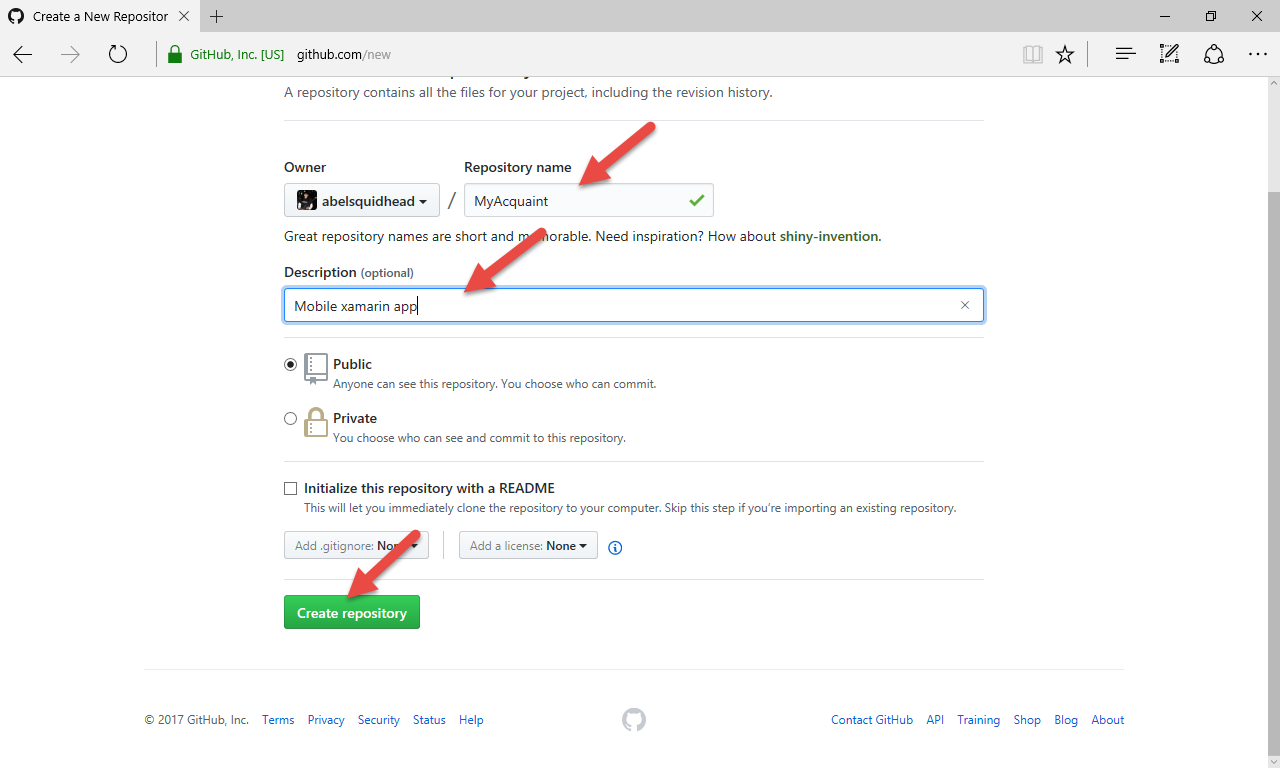 Create a New Repositor
GitHub, Inc. [US] github.com/new
A repository contains all the files for your project, including the revision history.
Owner Repository name
abelsquidhead / MyAcquaint
Great repository names are short and memorable. Need inspiration? How about shiny-invention.
Description (optional)
Mobile xamarin app
Public
Anyone can see this repository. You choose who can commit.
Private
You choose who can see and commit to this repository.
Initialize this repository with a README
This will let you immediately clone the repository to your computer. Skip this step if you’re importing an existing repository.
Add .gitignore: None Add a license: None
Create repository
© 2017 GitHub, Inc. Terms Privacy Security Status Help Contact GitHub API Training Shop Blog About